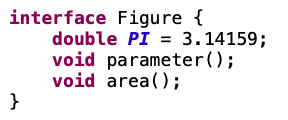 interface Figure {
    double PI = 3.14159;
    void parameter();
    void area();
}